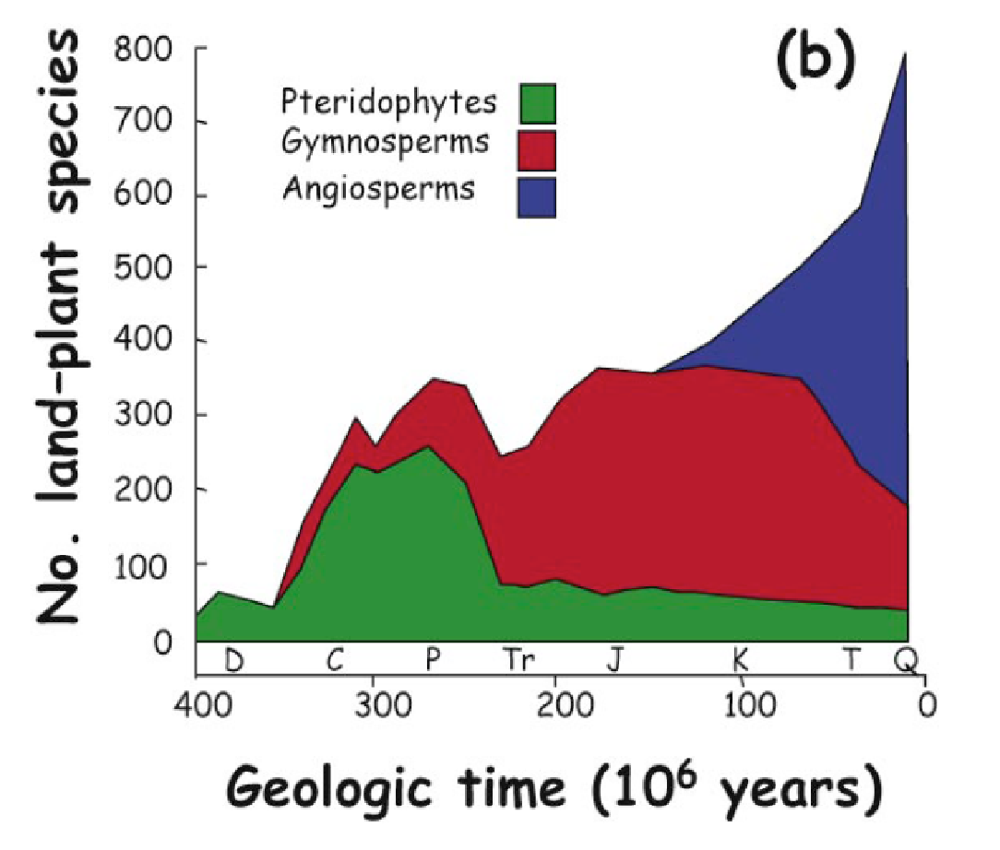 (b)
No. land-plant species
800
700
600
500
400
300
200
100
0
Pteridophytes
Gymnosperms
Angiosperms
D C P Tr J K T Q
400 300 200 100 0
Geologic time (10⁶ years)